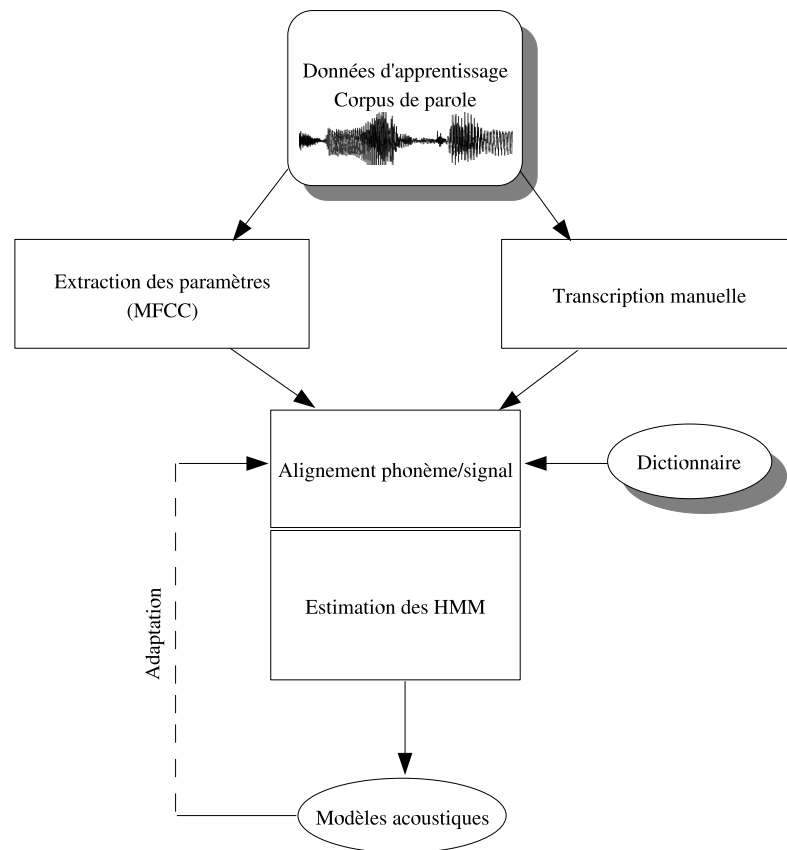 Données d'apprentissage
Corpus de parole
Extraction des paramètres
(MFCC)
Transcription manuelle
Alignement phonème/signal
Dictionnaire
Estimation des HMM
Adaptation
Modèles acoustiques